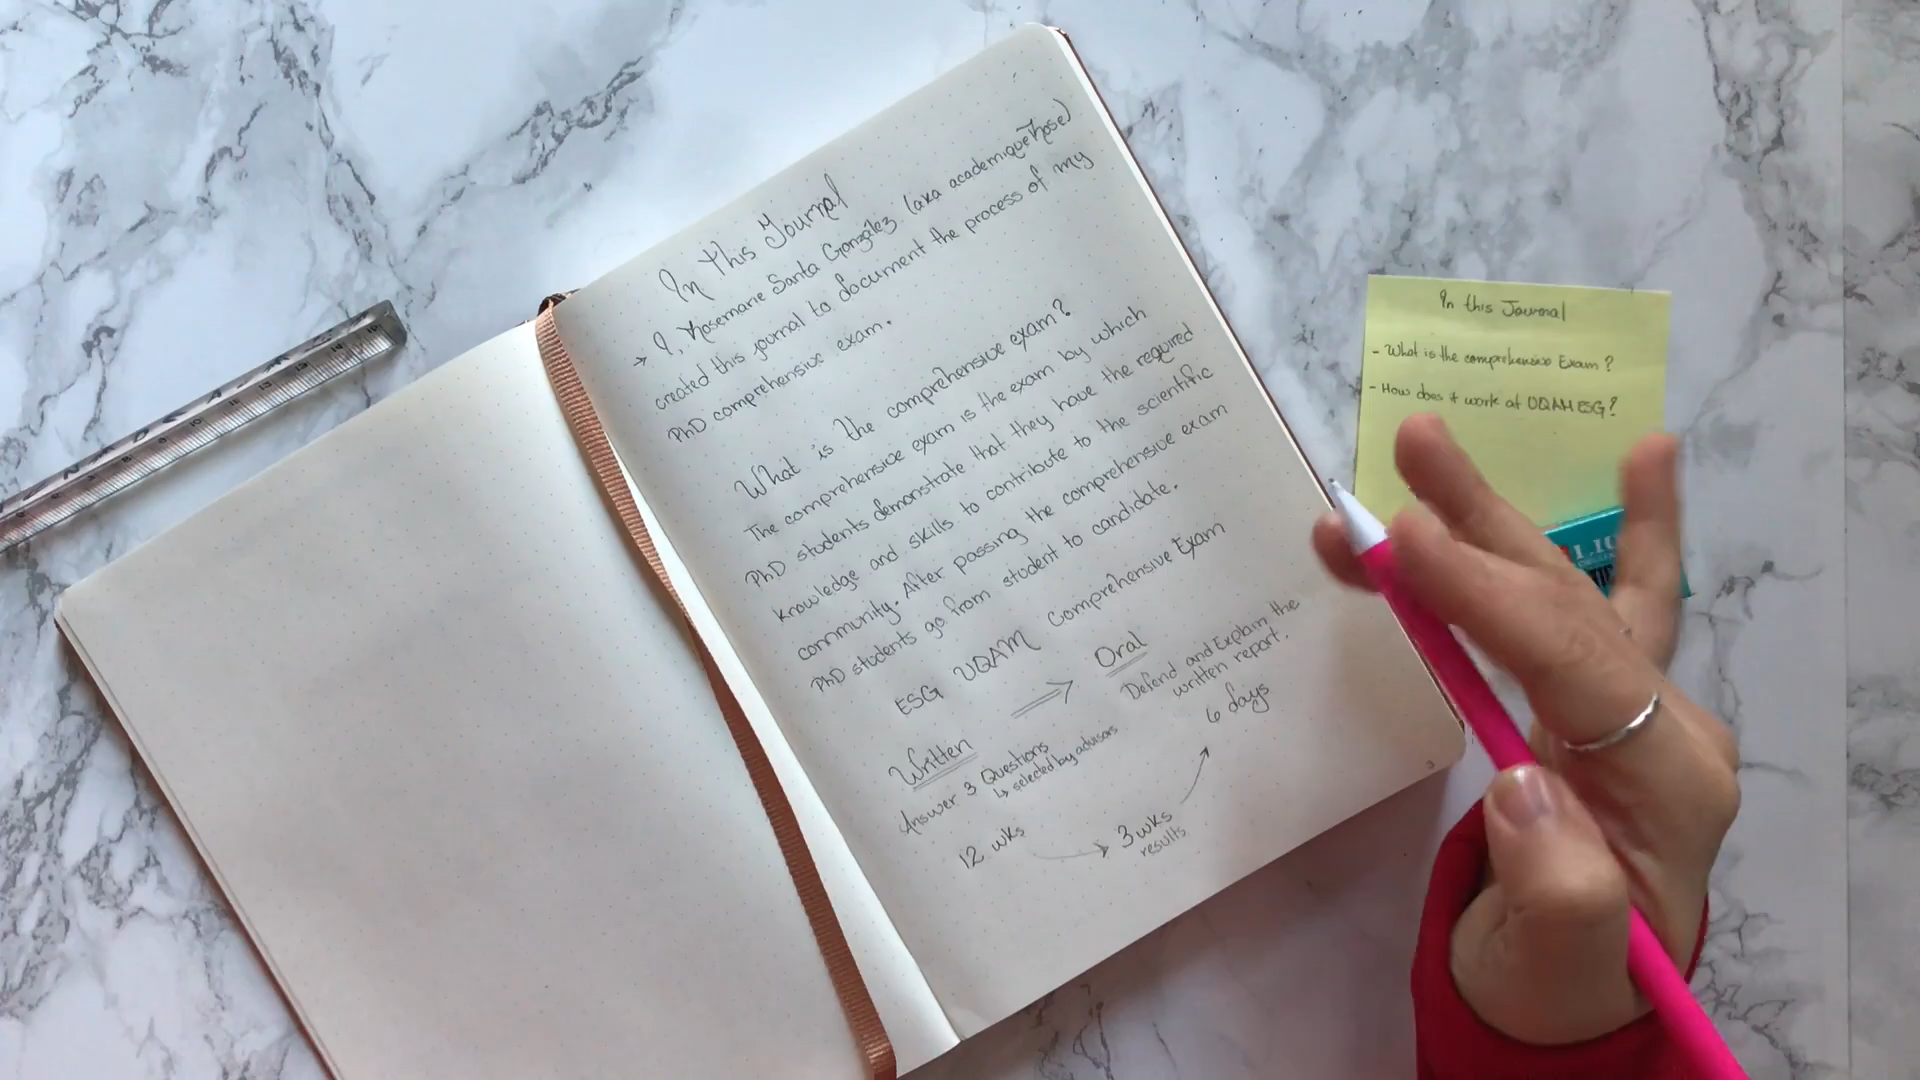 In this Journal
→ I, Rosemarie Santa González (aka academiqueRose)
created this journal to document the process of my
PhD comprehensive exam.
What is the comprehensive exam?
The comprehensive exam is the exam by which
PhD students demonstrate that they have the required
knowledge and skills to contribute to the scientific
community. After passing the comprehensive exam
PhD students go from student to candidate.
ESG UQAM Comprehensive Exam
Written
Answer 3 Questions
↳ selected by advisors
12 wks
⇒
Oral
Defend and Explain the
written report.
6 days
3 wks
results
3
In this Journal
- What is the comprehensive Exam?
- How does it work at UQAM ESG?